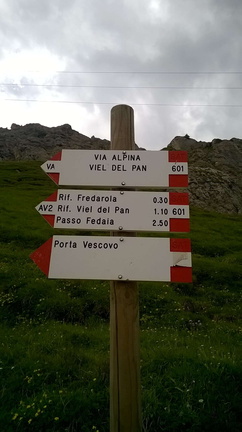 VIA ALPINA
VA VIEL DEL PAN 601
Rif. Fredarola 0.30
AV2 Rif. Viel del Pan 1.10 601
Passo Fedaia 2.50
Porta Vescovo